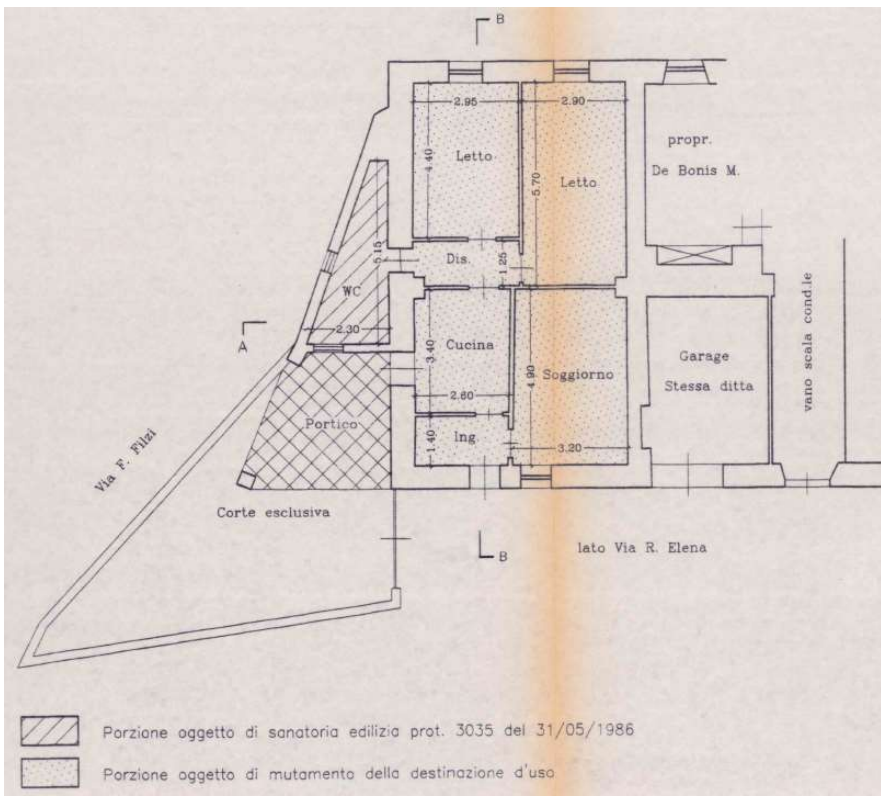 B
2.95
2.90
4.40
Letto
5.70
Letto
propr.
De Bonis M.
5.15
Dis.
1.25
WC
2.30
A
3.40
Cucina
2.60
4.90
Soggiorno
Garage
Stessa ditta
vano scala cond.le
Portico
1.40
Ing.
3.20
Via F. Filzi
Corte esclusiva
B
lato Via R. Elena
Porzione oggetto di sanatoria edilizia prot. 3035 del 31/05/1986
Porzione oggetto di mutamento della destinazione d'uso